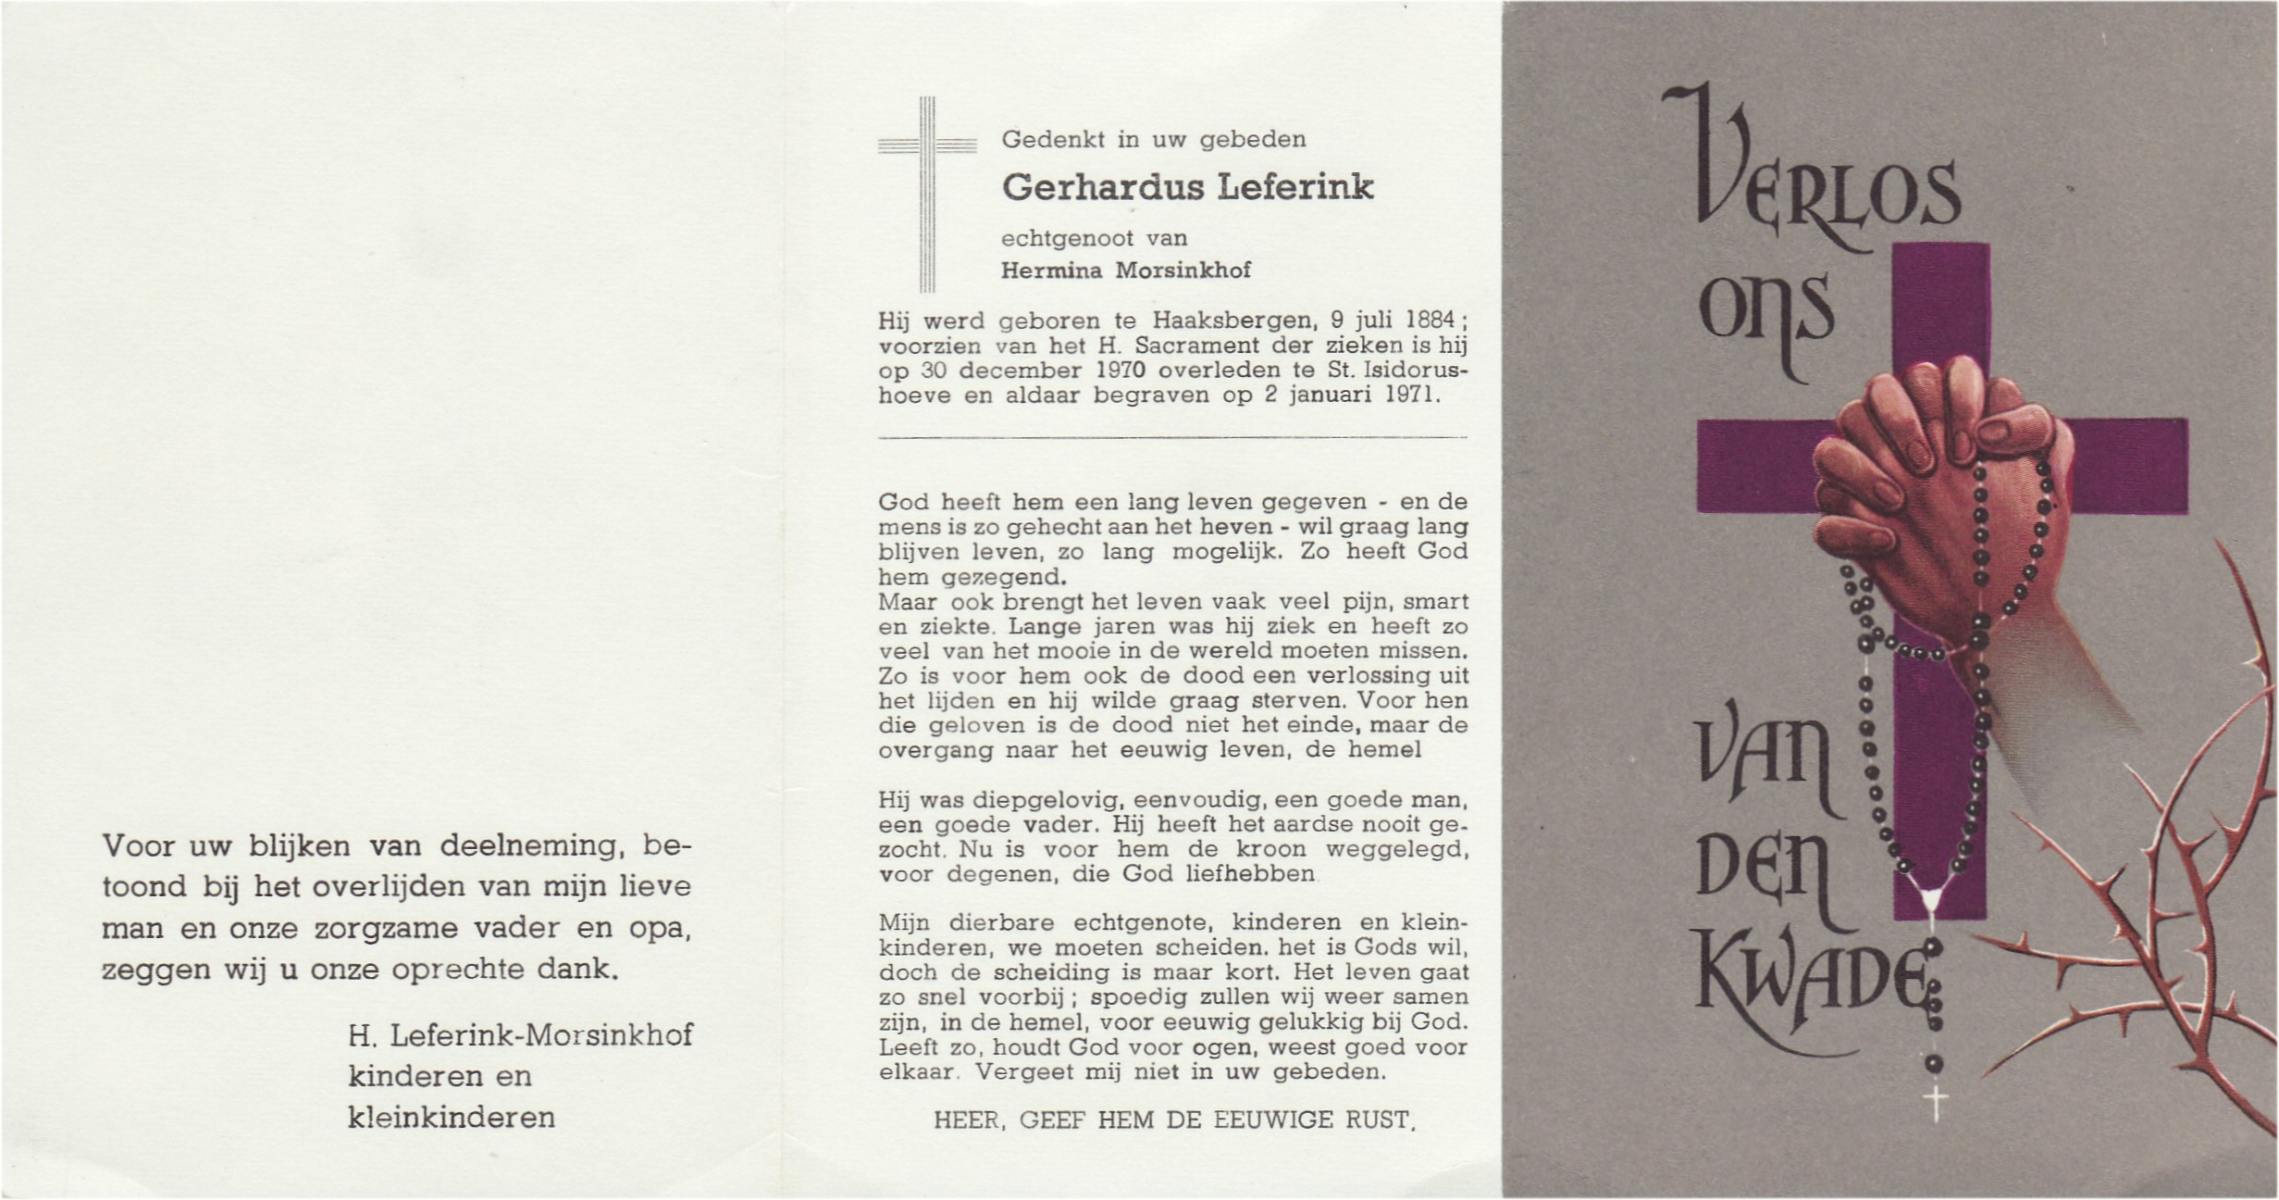 Voor uw blijken van deelneming, be-
toond bij het overlijden van mijn lieve
man en onze zorgzame vader en opa,
zeggen wij u onze oprechte dank.
H. Leferink-Morsinkhof
kinderen en
kleinkinderen
Gedenkt in uw gebeden
Gerhardus Leferink
echtgenoot van
Hermina Morsinkhof
Hij werd geboren te Haaksbergen, 9 juli 1884;
voorzien van het H. Sacrament der zieken is hij
op 30 december 1970 overleden te St. Isidorus-
hoeve en aldaar begraven op 2 januari 1971.
God heeft hem een lang leven gegeven - en de
mens is zo gehecht aan het heven - wil graag lang
blijven leven, zo lang mogelijk. Zo heeft God
hem gezegend.
Maar ook brengt het leven vaak veel pijn, smart
en ziekte. Lange jaren was hij ziek en heeft zo
veel van het mooie in de wereld moeten missen.
Zo is voor hem ook de dood een verlossing uit
het lijden en hij wilde graag sterven. Voor hen
die geloven is de dood niet het einde, maar de
overgang naar het eeuwig leven, de hemel
Hij was diepgelovig, eenvoudig, een goede man,
een goede vader. Hij heeft het aardse nooit ge-
zocht. Nu is voor hem de kroon weggelegd,
voor degenen, die God liefhebben
Mijn dierbare echtgenote, kinderen en klein-
kinderen, we moeten scheiden. het is Gods wil,
doch de scheiding is maar kort. Het leven gaat
zo snel voorbij; spoedig zullen wij weer samen
zijn, in de hemel, voor eeuwig gelukkig bij God.
Leeft zo, houdt God voor ogen, weest goed voor
elkaar. Vergeet mij niet in uw gebeden.
HEER, GEEF HEM DE EEUWIGE RUST.
VERLOS
ONS
VAN
DEN
KWADE